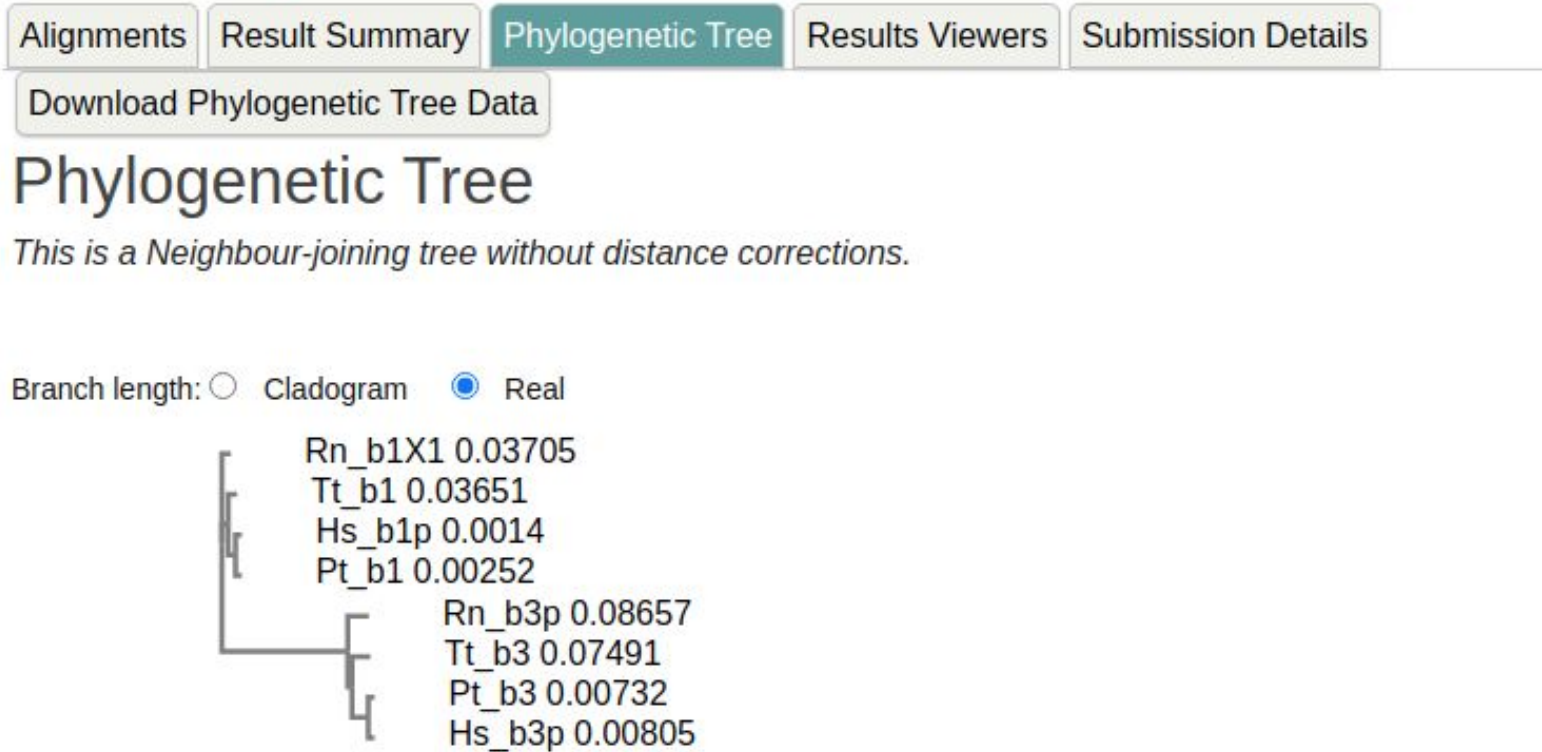 Alignments Result Summary Phylogenetic Tree Results Viewers Submission Details
Download Phylogenetic Tree Data
Phylogenetic Tree
This is a Neighbour-joining tree without distance corrections.
Branch length: Cladogram Real
Rn_b1X1 0.03705
Tt_b1 0.03651
Hs_b1p 0.0014
Pt_b1 0.00252
Rn_b3p 0.08657
Tt_b3 0.07491
Pt_b3 0.00732
Hs_b3p 0.00805